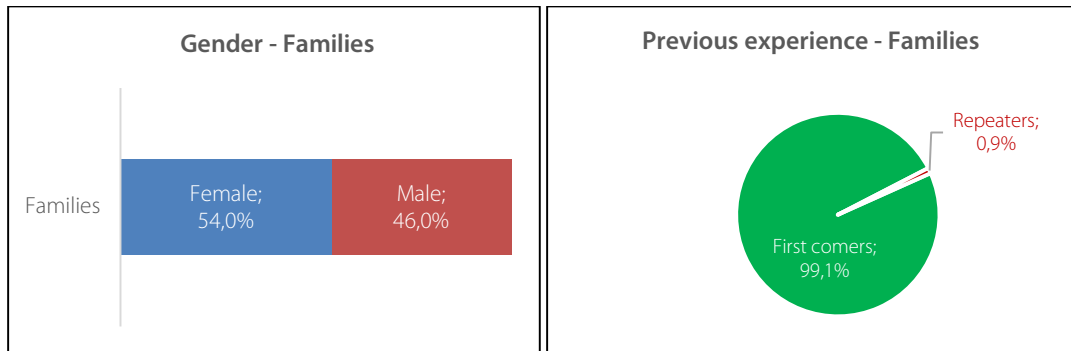 Gender - Families
Families
Female;
54,0%
Male;
46,0%
Previous experience - Families
Repeaters;
0,9%
First comers;
99,1%